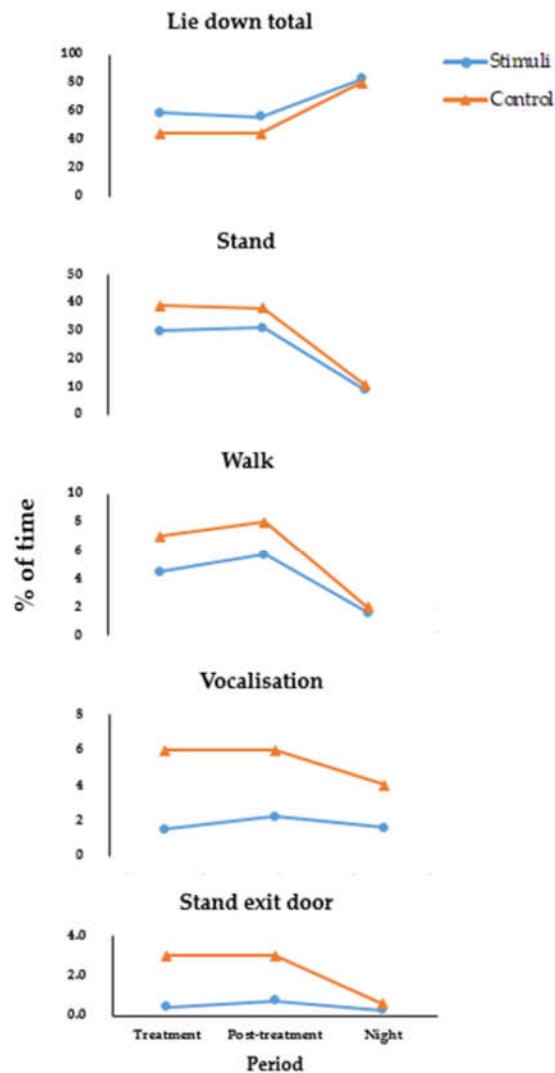 Lie down total
100
80
60
40
20
0
Stimuli
Control
Stand
50
40
30
20
10
0
Walk
10
8
6
4
2
0
% of time
Vocalisation
8
6
4
2
0
Stand exit door
4.0
2.0
0.0
Treatment Post-treatment Night
Period